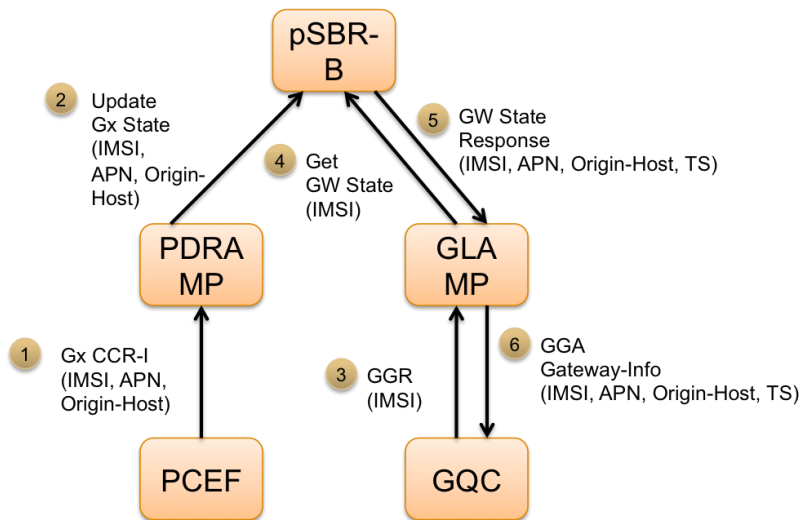 pSBR-
B
2
Update
Gx State
(IMSI,
APN, Origin-
Host)
4
Get
GW State
(IMSI)
5
GW State
Response
(IMSI, APN, Origin-Host, TS)
PDRA
MP
GLA
MP
1
Gx CCR-I
(IMSI, APN,
Origin-Host)
3
GGR
(IMSI)
6
GGA
Gateway-Info
(IMSI, APN, Origin-Host, TS)
PCEF
GQC